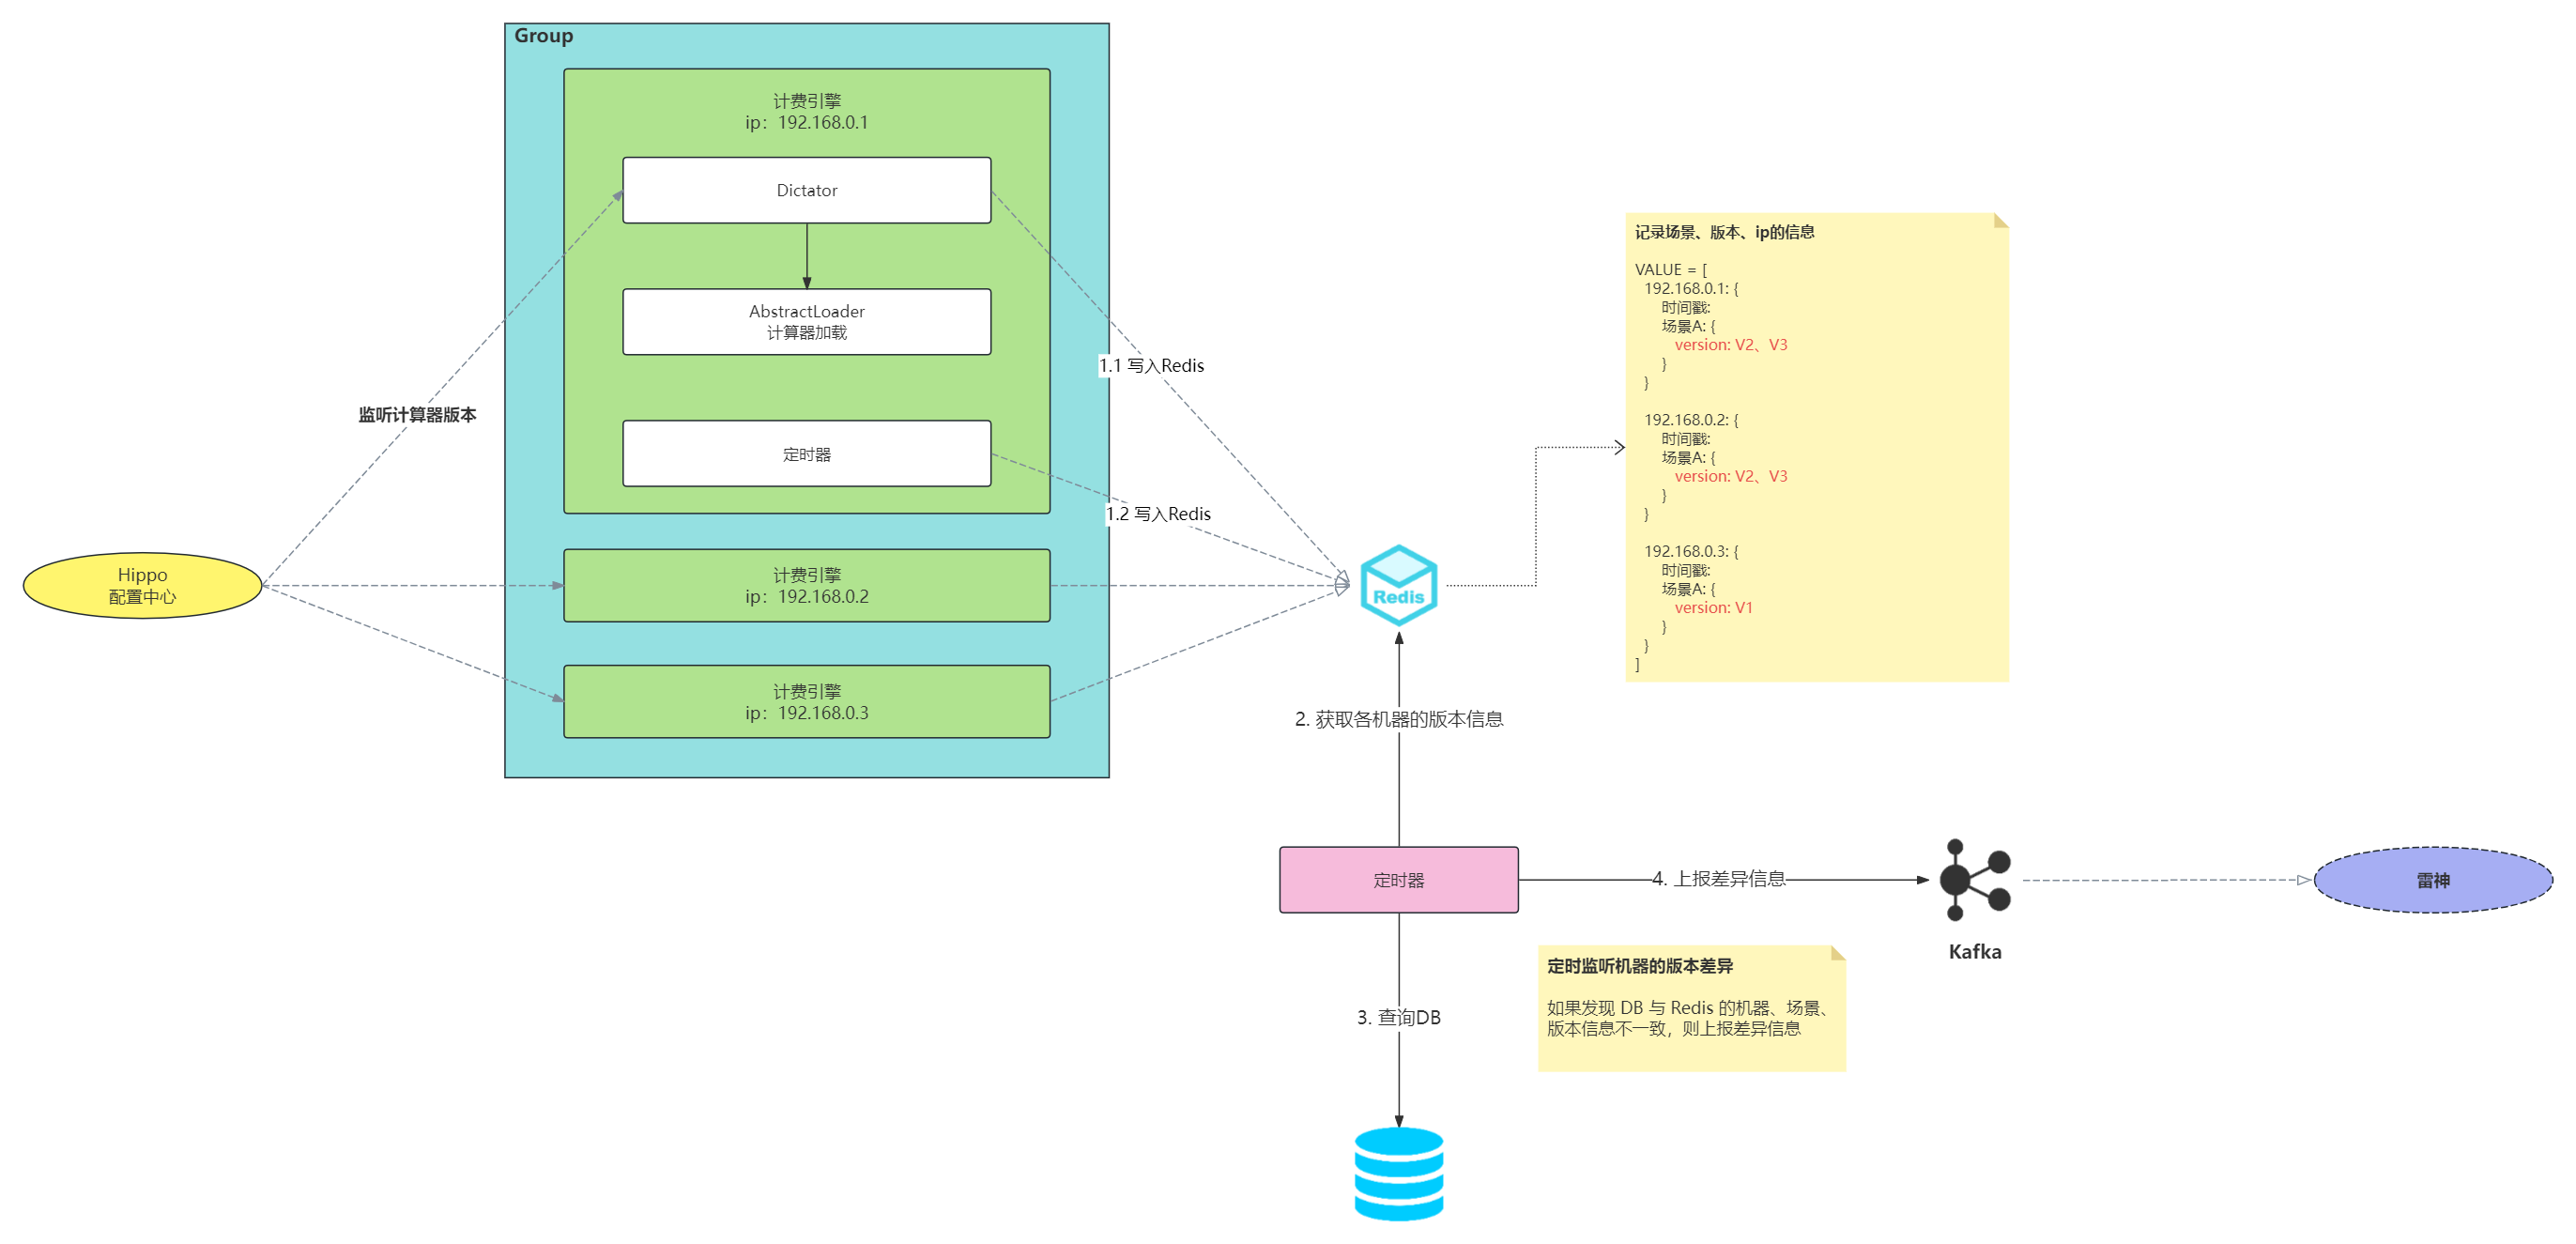 Group
计费引擎
ip：192.168.0.1
Dictator
AbstractLoader
计算器加载
定时器
1.1 写入Redis
1.2 写入Redis
监听计算器版本
Hippo
配置中心
计费引擎
ip：192.168.0.2
计费引擎
ip：192.168.0.3
Redis
记录场景、版本、ip的信息
VALUE = [
192.168.0.1: {
时间戳:
场景A: {
version: V2、V3
}
}
192.168.0.2: {
时间戳:
场景A: {
version: V2、V3
}
}
192.168.0.3: {
时间戳:
场景A: {
version: V1
}
}
]
2. 获取各机器的版本信息
定时器
4. 上报差异信息
Kafka
雷神
定时监听机器的版本差异
如果发现 DB 与 Redis 的机器、场景、
版本信息不一致，则上报差异信息
3. 查询DB